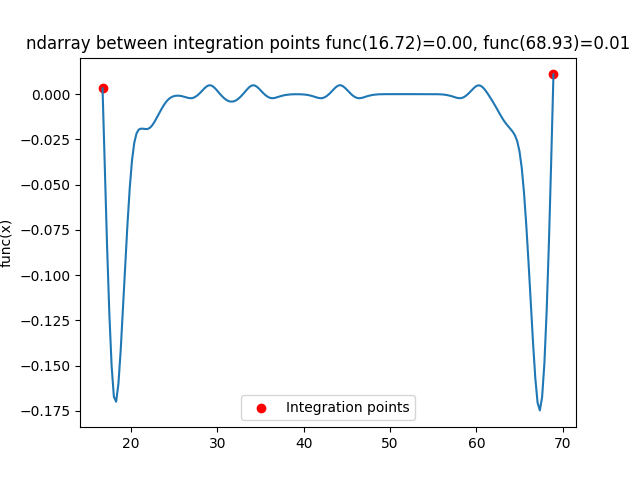 ndarray between integration points func(16.72)=0.00, func(68.93)=0.01
0.000
−0.025
−0.050
−0.075
−0.100
−0.125
−0.150
−0.175
func(x)
Integration points
20 30 40 50 60 70